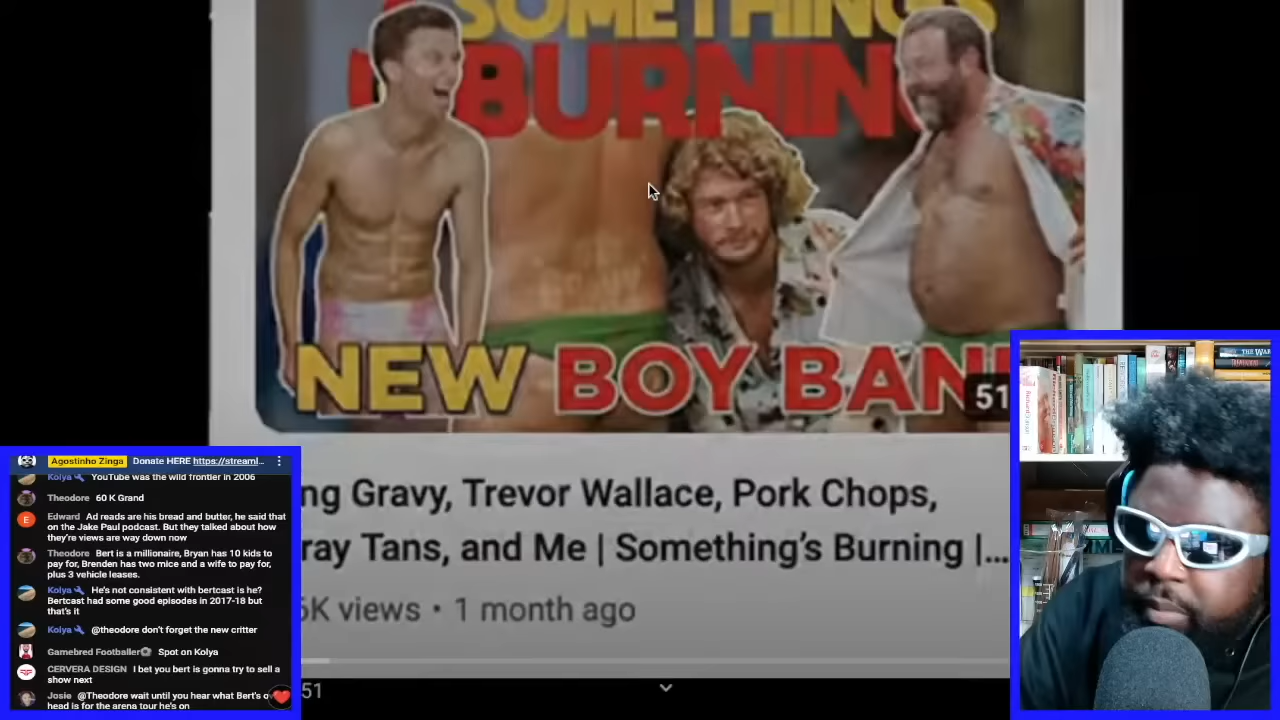 SOMETHING'S
BURNIN
NEW BOY BAN
51
ng Gravy, Trevor Wallace, Pork Chops,
ray Tans, and Me | Something's Burning |...
6K views • 1 month ago
51
Agostinho Zinga Donate HERE https://streaml...
Kolya YouTube was the wild frontier in 2006
Theodore 60 K Grand
Edward Ad reads are his bread and butter, he said that
on the Jake Paul podcast. But they talked about how
they're views are way down now
Theodore Bert is a millionaire, Bryan has 10 kids to
pay for, Brenden has two mice and a wife to pay for,
plus 3 vehicle leases.
Kolya He's not consistent with bertcast is he?
Bertcast had some good episodes in 2017-18 but
that's it
Kolya @theodore don't forget the new critter
Gamebred Footballer Spot on Kolya
CERVERA DESIGN I bet you bert is gonna try to sell a
show next
Josie @Theodore wait until you hear what Bert's ov
head is for the arena tour he's on